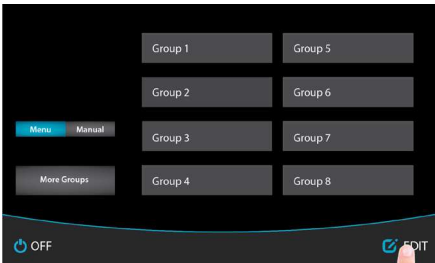 Group 1
Group 5
Group 2
Group 6
Menu
Manual
Group 3
Group 7
More Groups
Group 4
Group 8
OFF
EDIT